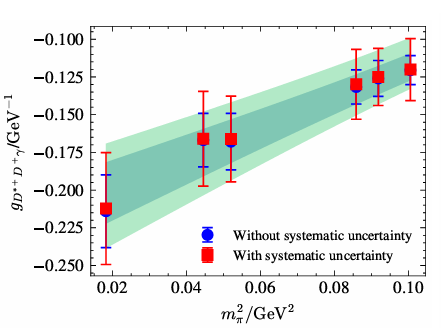 −0.100
−0.125
−0.150
−0.175
−0.200
−0.225
−0.250
g_{D*+D+γ}/GeV⁻¹
Without systematic uncertainty
With systematic uncertainty
0.02 0.04 0.06 0.08 0.10
m_π²/GeV²